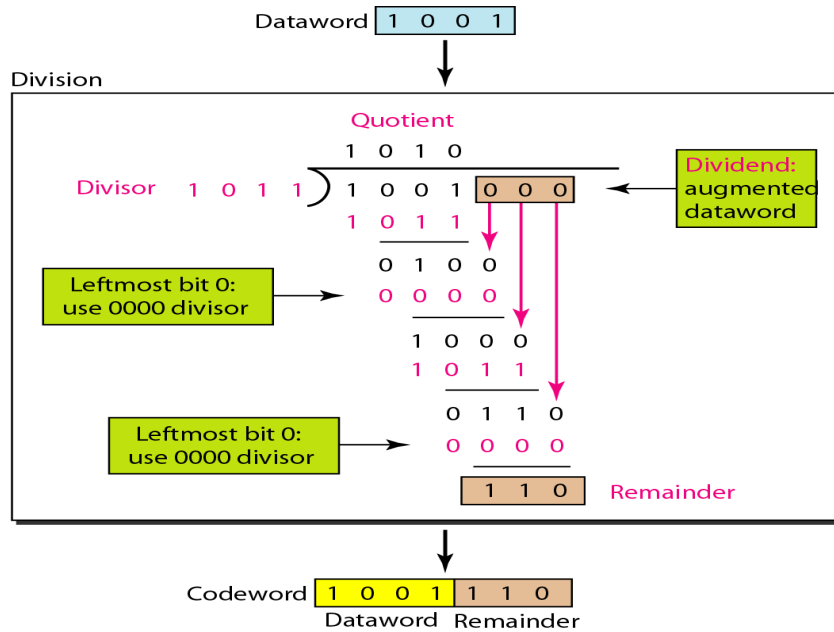 Dataword 1 0 0 1
Division
Quotient
1 0 1 0
Dividend:
augmented
dataword
Divisor 1 0 1 1 1 0 0 1 0 0 0
1 0 1 1
0 1 0 0
Leftmost bit 0:
use 0000 divisor
0 0 0 0
1 0 0 0
1 0 1 1
0 1 1 0
Leftmost bit 0:
use 0000 divisor
0 0 0 0
1 1 0 Remainder
Codeword 1 0 0 1 1 1 0
Dataword Remainder